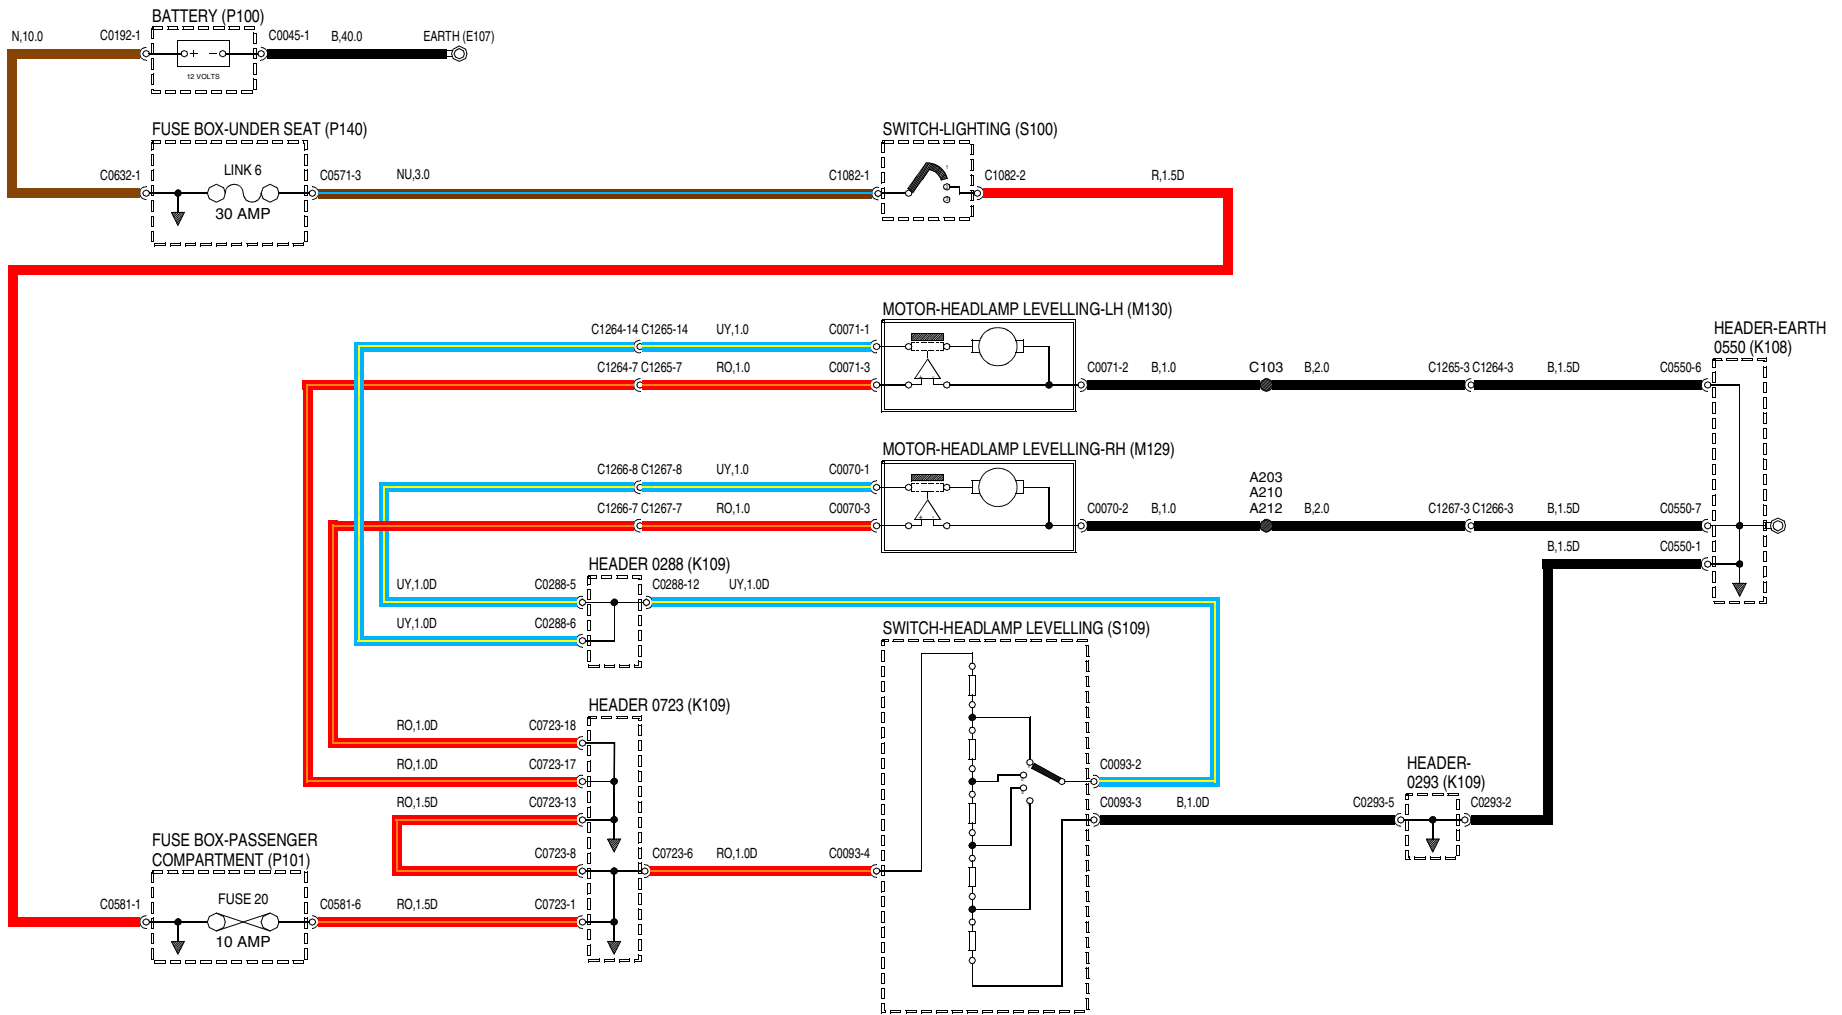 BATTERY (P100)
N,10.0
C0192-1
C0045-1
B,40.0
EARTH (E107)
+ -
12 VOLTS
FUSE BOX-UNDER SEAT (P140)
SWITCH-LIGHTING (S100)
C0632-1
LINK 6
30 AMP
C0571-3
NU,3.0
C1082-1
C1082-2
R,1.5D
MOTOR-HEADLAMP LEVELLING-LH (M130)
HEADER-EARTH
0550 (K108)
C1264-14 C1265-14
UY,1.0
C0071-1
C1264-7 C1265-7
RO,1.0
C0071-3
C0071-2
B,1.0
C103
B,2.0
C1265-3 C1264-3
B,1.5D
C0550-6
MOTOR-HEADLAMP LEVELLING-RH (M129)
C1266-8 C1267-8
UY,1.0
C0070-1
A203
A210
A212
C1266-7 C1267-7
RO,1.0
C0070-3
C0070-2
B,1.0
B,2.0
C1267-3 C1266-3
B,1.5D
C0550-7
B,1.5D
C0550-1
HEADER 0288 (K109)
UY,1.0D
C0288-5
C0288-12
UY,1.0D
UY,1.0D
C0288-6
SWITCH-HEADLAMP LEVELLING (S109)
HEADER 0723 (K109)
RO,1.0D
C0723-18
RO,1.0D
C0723-17
C0093-2
HEADER-
0293 (K109)
RO,1.5D
C0723-13
C0093-3
B,1.0D
C0293-5
C0293-2
FUSE BOX-PASSENGER
COMPARTMENT (P101)
C0723-8
C0723-6
RO,1.0D
C0093-4
C0581-1
FUSE 20
10 AMP
C0581-6
RO,1.5D
C0723-1